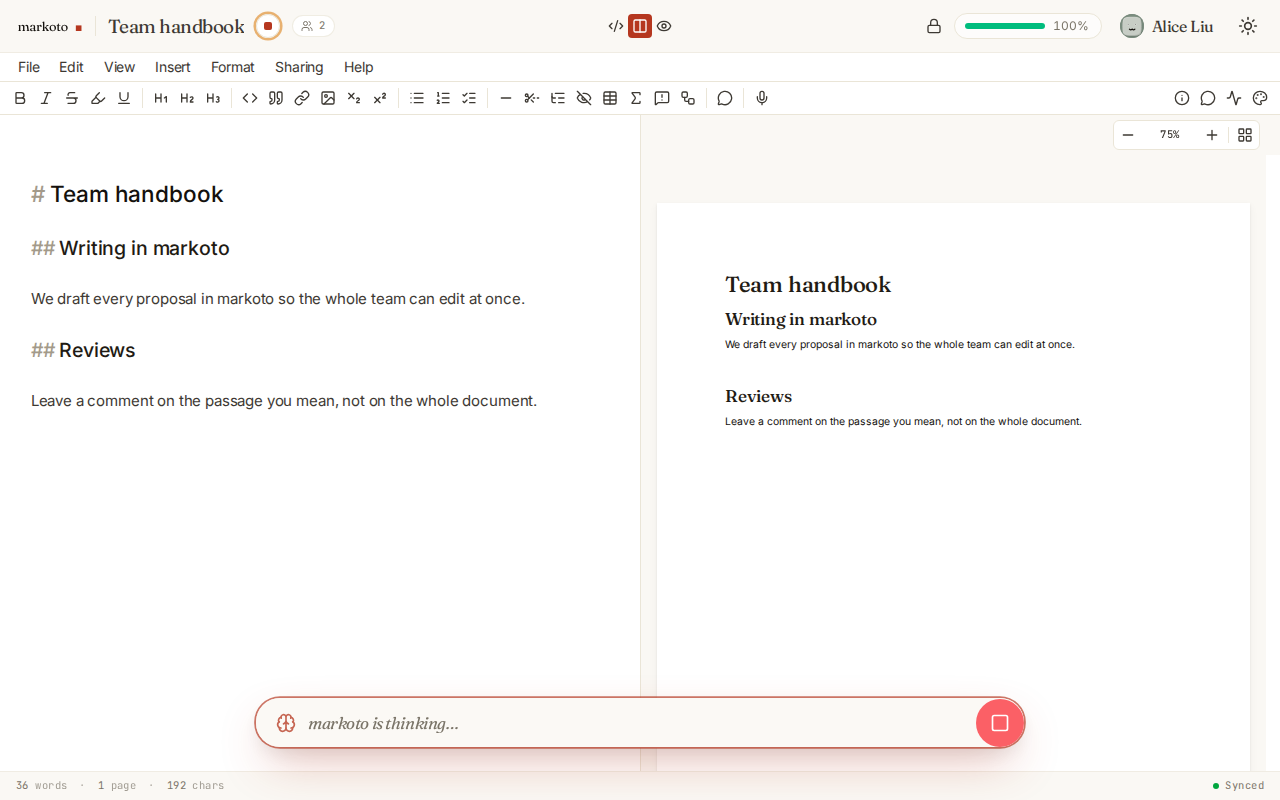 markoto
Team handbook
2
100%
Alice Liu
File Edit View Insert Format Sharing Help
H1 H2 H3
75%
# Team handbook
## Writing in markoto
We draft every proposal in markoto so the whole team can edit at once.
## Reviews
Leave a comment on the passage you mean, not on the whole document.
Team handbook
Writing in markoto
We draft every proposal in markoto so the whole team can edit at once.
Reviews
Leave a comment on the passage you mean, not on the whole document.
markoto is thinking...
36 words · 1 page · 192 chars
Synced